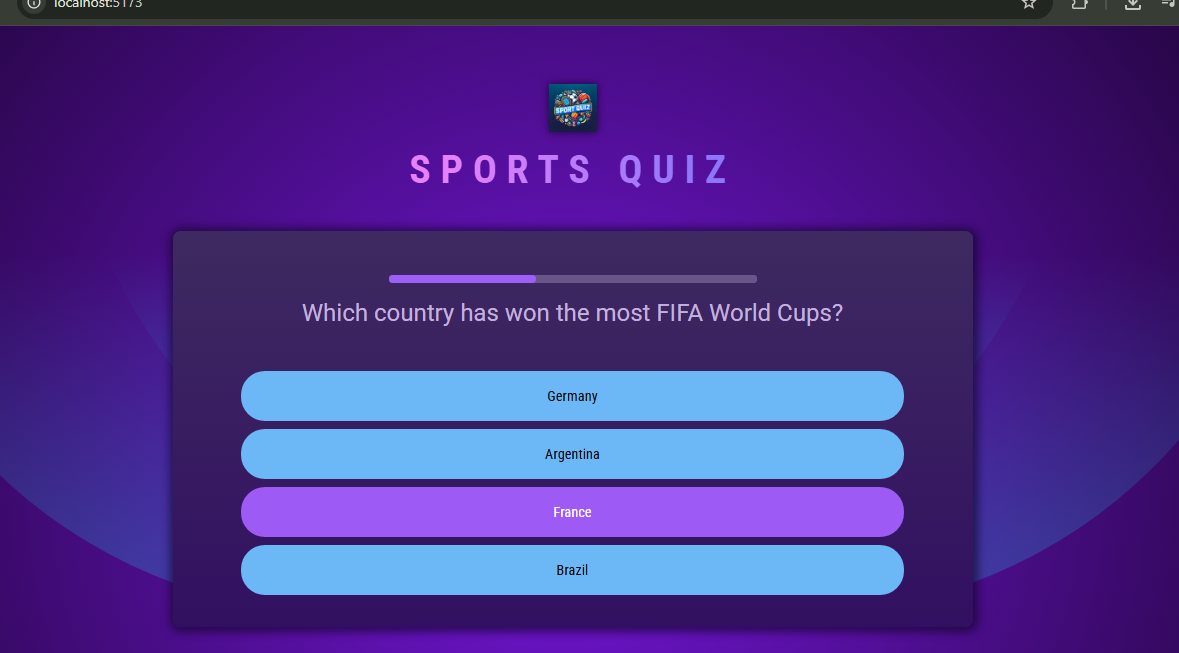 localhost:5173
SPORT QUIZ
SPORTS QUIZ
Which country has won the most FIFA World Cups?
Germany
Argentina
France
Brazil